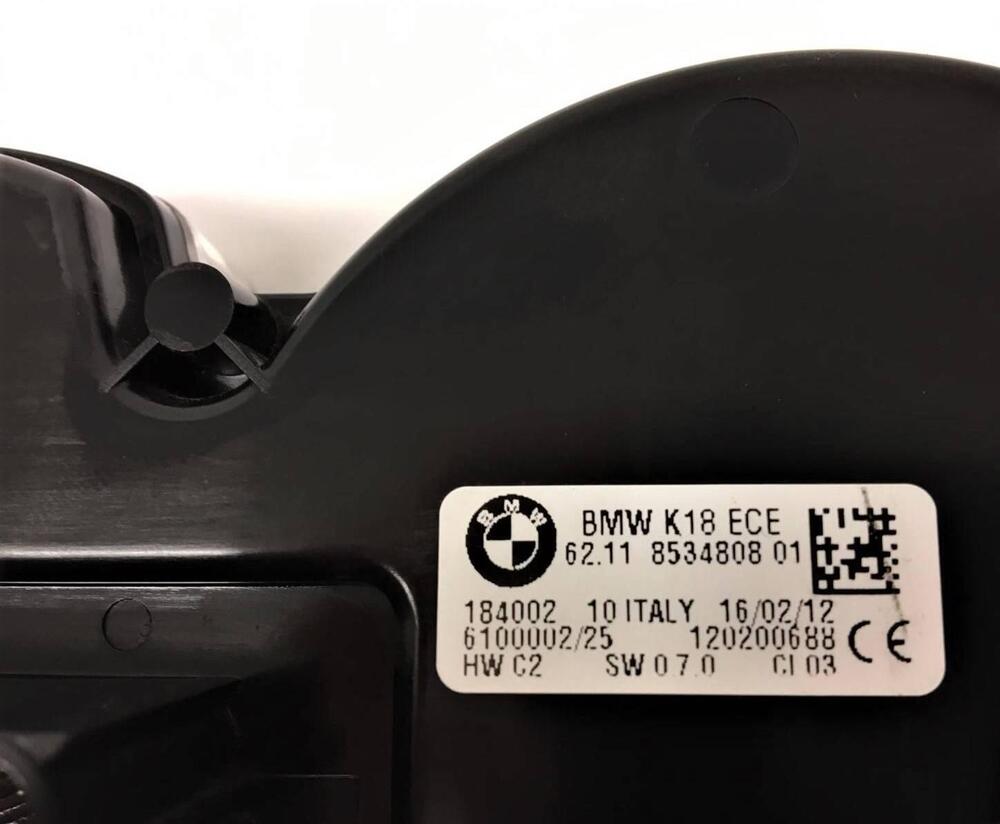 BMW
BMW K18 ECE
62.11 8534808 01
184002 10 ITALY 16/02/12
6100002/25 120200688
HW C2 SW 0.7.0 CI 03
CE